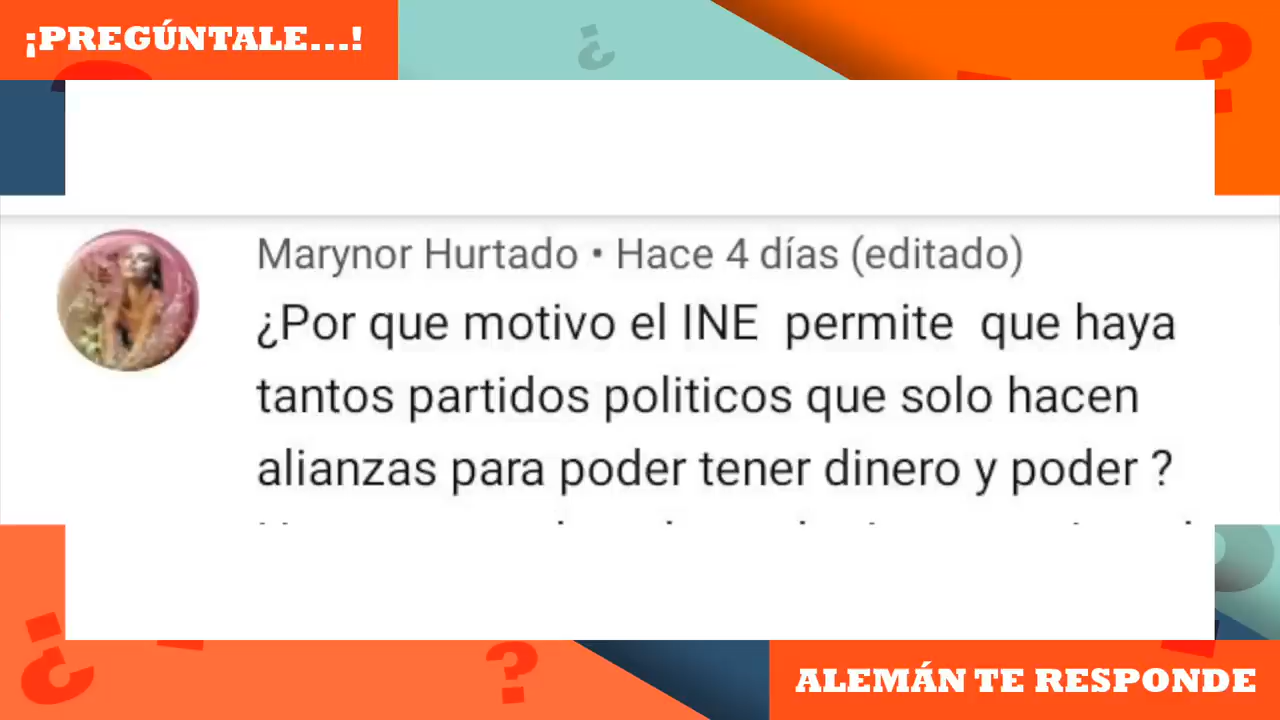 ¡PREGÚNTALE...!
Marynor Hurtado • Hace 4 días (editado)
¿Por que motivo el INE permite que haya
tantos partidos politicos que solo hacen
alianzas para poder tener dinero y poder ?
ALEMÁN TE RESPONDE